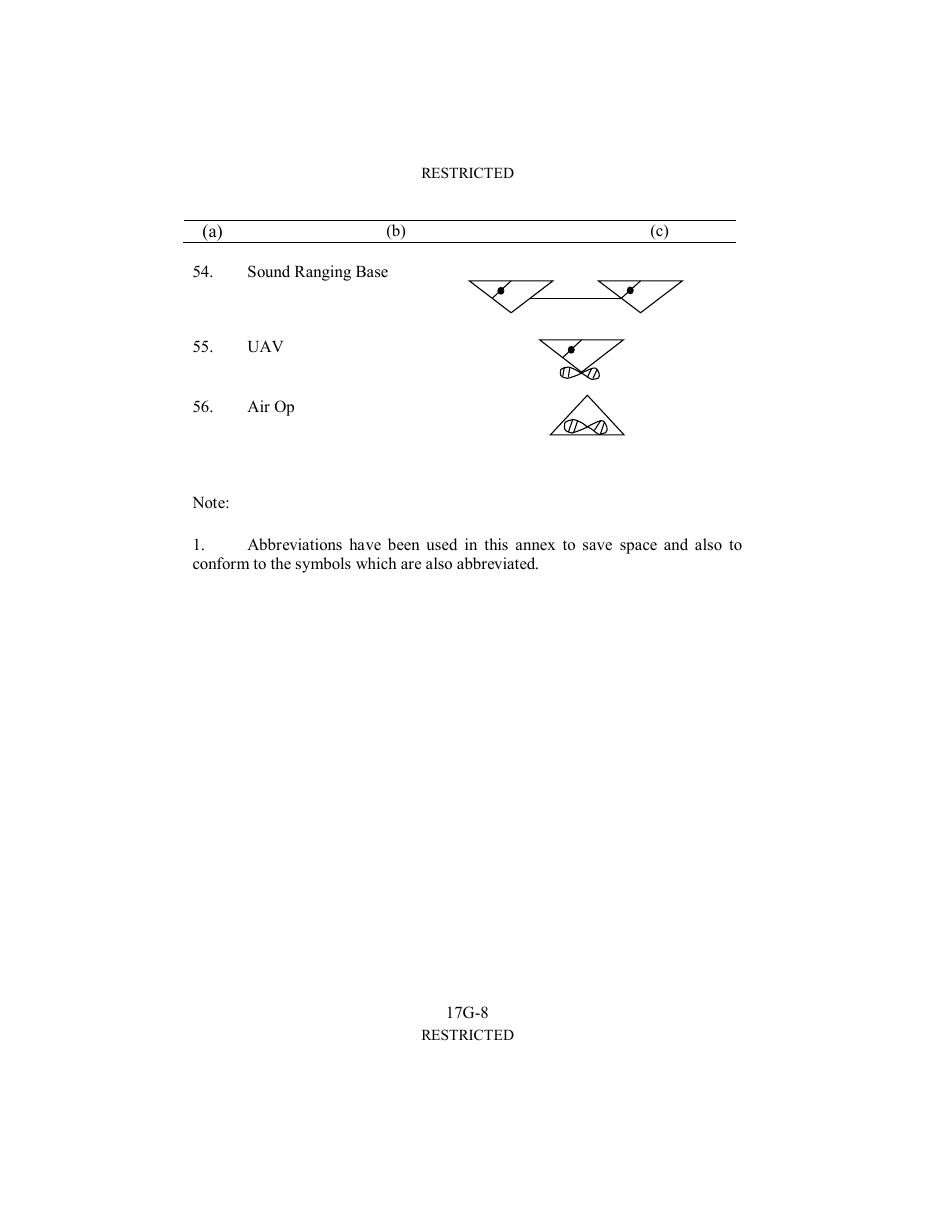 RESTRICTED
(a) (b) (c)
54. Sound Ranging Base
55. UAV
56. Air Op
Note:
1. Abbreviations have been used in this annex to save space and also to
conform to the symbols which are also abbreviated.
17G-8
RESTRICTED